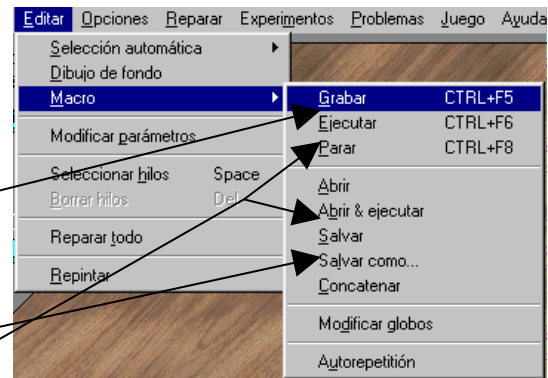 Editar Opciones Reparar Experimentos Problemas Juego Ayuda
Selección automática
Dibujo de fondo
Macro
Modificar parámetros
Seleccionar hilos Space
Borrar hilos Del
Reparar todo
Repintar
Grabar CTRL+F5
Ejecutar CTRL+F6
Parar CTRL+F8
Abrir
Abrir & ejecutar
Salvar
Salvar como...
Concatenar
Modificar globos
Autorepetitión